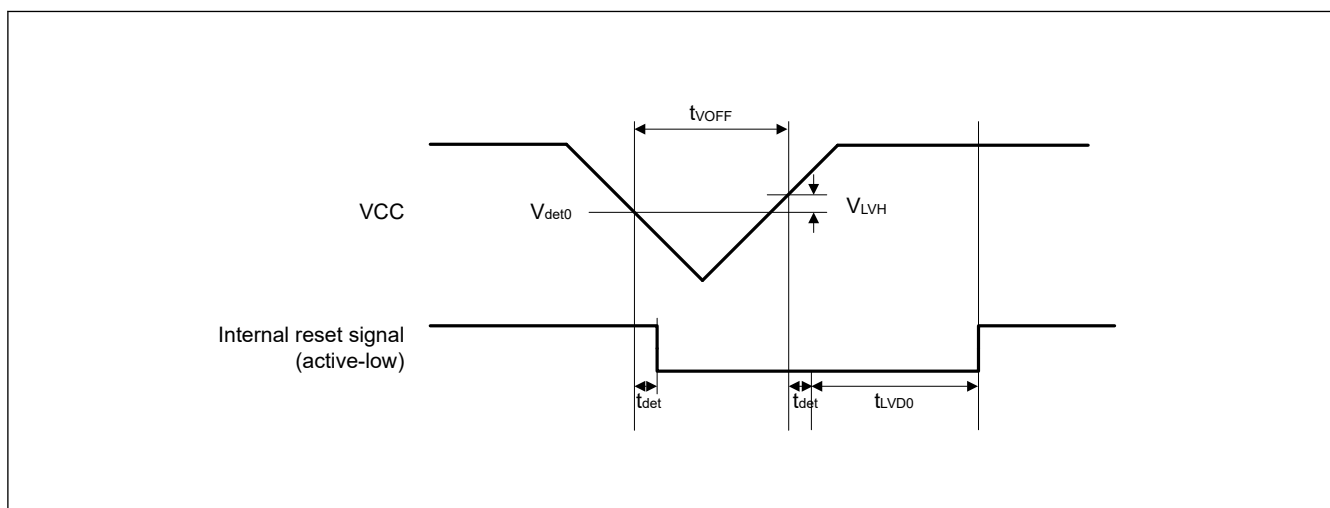 tVOFF
VCC
Vdet0
VLVH
Internal reset signal
(active-low)
tdet
tdet
tLVD0